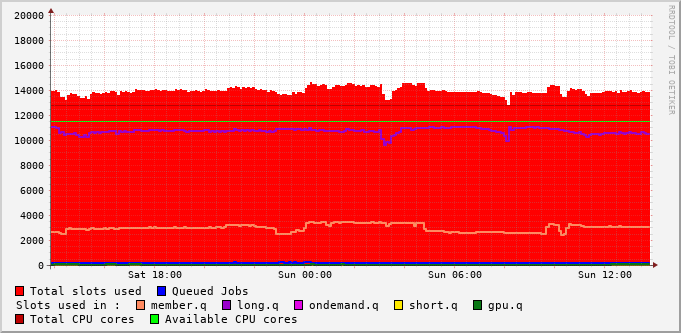 20000
18000
16000
14000
12000
10000
8000
6000
4000
2000
0
Sat 18:00 Sun 00:00 Sun 06:00 Sun 12:00
RRDTOOL / TOBI OETIKER
Total slots used Queued Jobs
Slots used in : member.q long.q ondemand.q short.q gpu.q
Total CPU cores Available CPU cores